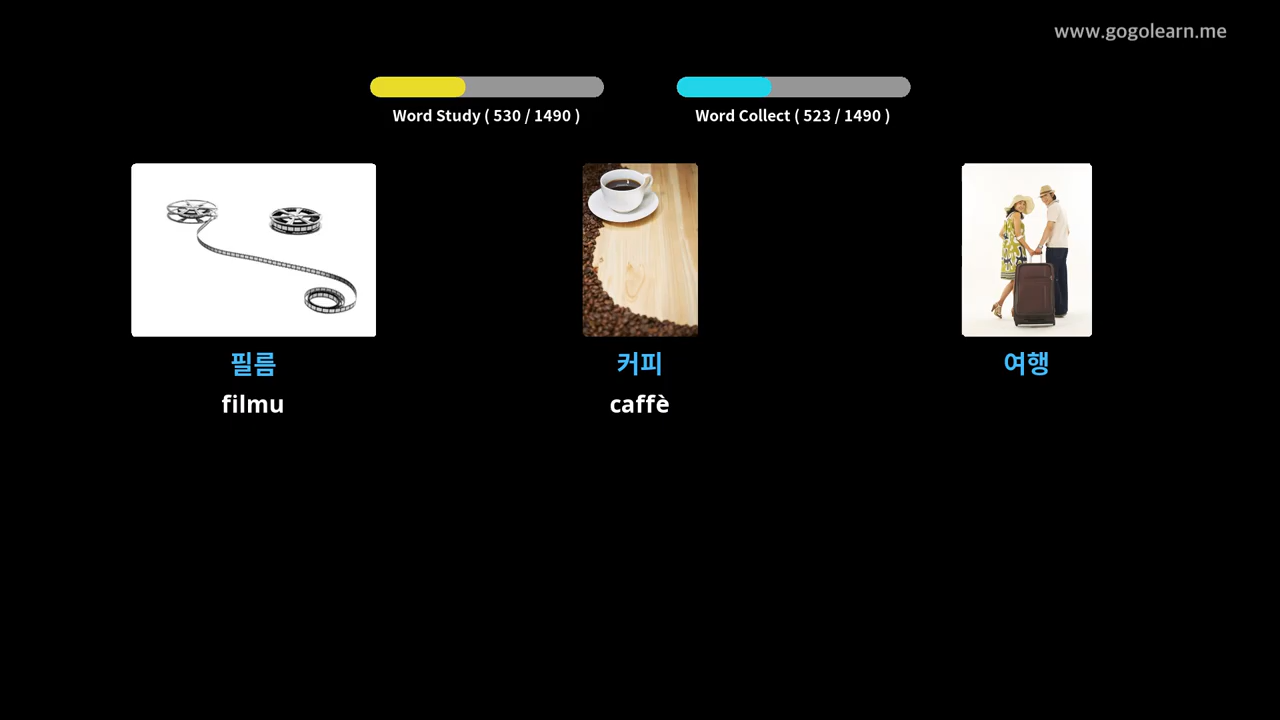 www.gogolearn.me
Word Study ( 530 / 1490 )
Word Collect ( 523 / 1490 )
필름
커피
여행
filmu
caffè